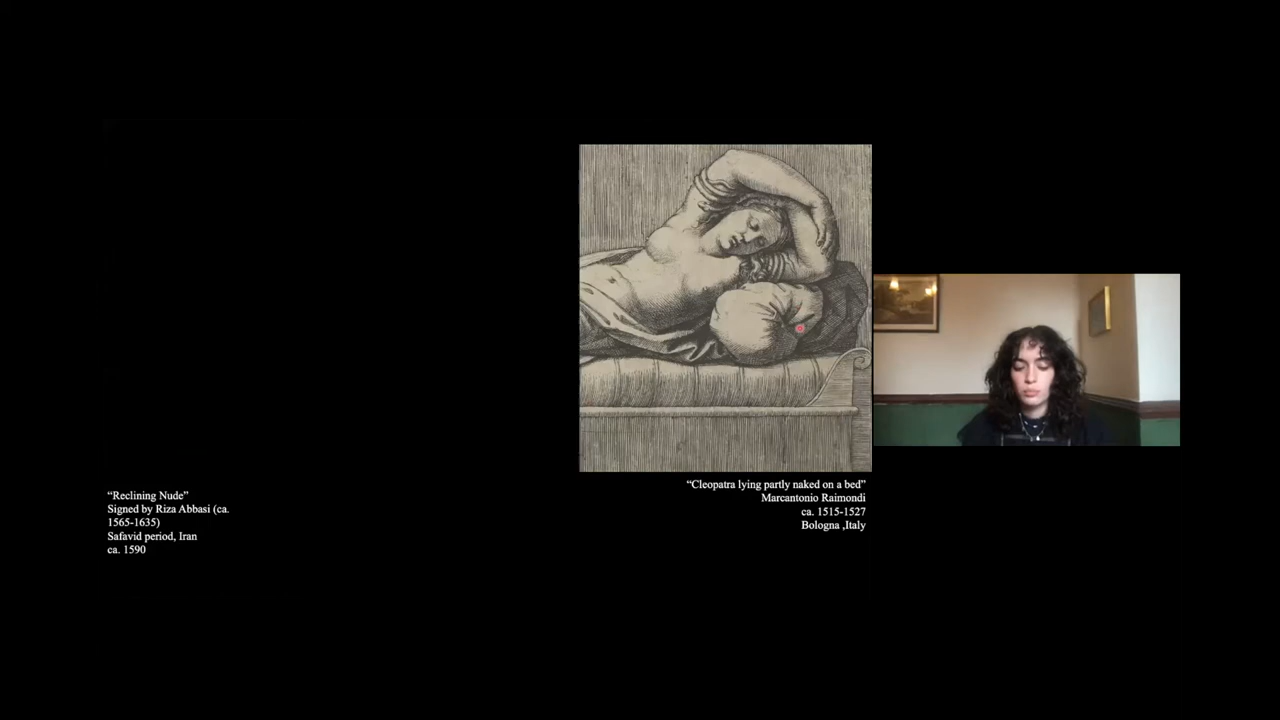 “Reclining Nude”
Signed by Riza Abbasi (ca.
1565-1635)
Safavid period, Iran
ca. 1590
“Cleopatra lying partly naked on a bed”
Marcantonio Raimondi
ca. 1515-1527
Bologna ,Italy